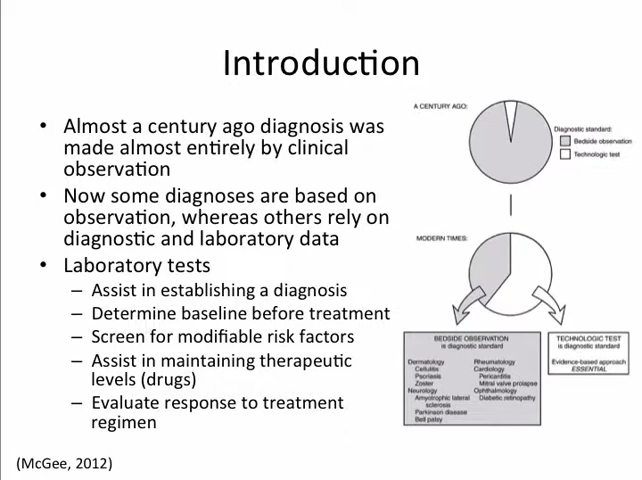 Introduction
• Almost a century ago diagnosis was
made almost entirely by clinical
observation
• Now some diagnoses are based on
observation, whereas others rely on
diagnostic and laboratory data
• Laboratory tests
– Assist in establishing a diagnosis
– Determine baseline before treatment
– Screen for modifiable risk factors
– Assist in maintaining therapeutic
levels (drugs)
– Evaluate response to treatment
regimen
(McGee, 2012)
A CENTURY AGO:
Diagnostic standard:
Bedside observation
Technologic test
MODERN TIMES:
BEDSIDE OBSERVATION
is diagnostic standard
Dermatology
Cellulitis
Psoriasis
Zoster
Neurology
Amyotrophic lateral
sclerosis
Parkinson disease
Bell palsy
Rheumatology
Cardiology
Pericarditis
Mitral valve prolapse
Ophthalmology
Diabetic retinopathy
TECHNOLOGIC TEST
is diagnostic standard
Evidence-based approach
ESSENTIAL